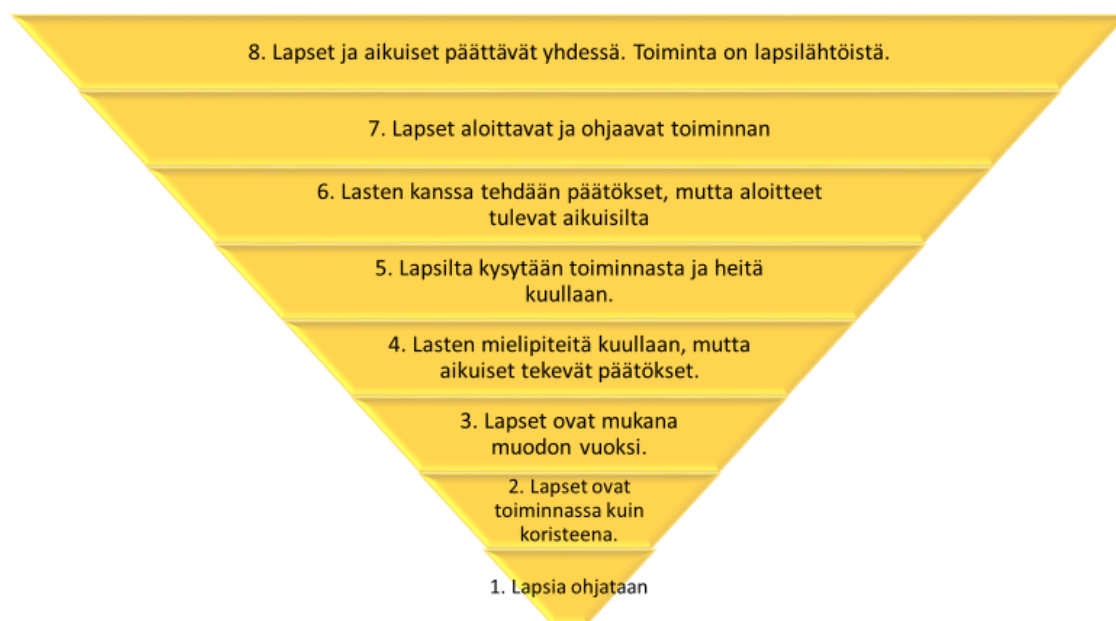 8. Lapset ja aikuiset päättävät yhdessä. Toiminta on lapsilähtöistä.
7. Lapset aloittavat ja ohjaavat toiminnan
6. Lasten kanssa tehdään päätökset, mutta aloitteet
tulevat aikuisilta
5. Lapsilta kysytään toiminnasta ja heitä
kuullaan.
4. Lasten mielipiteitä kuullaan, mutta
aikuiset tekevät päätökset.
3. Lapset ovat mukana
muodon vuoksi.
2. Lapset ovat
toiminnassa kuin
koristeena.
1. Lapsia ohjataan